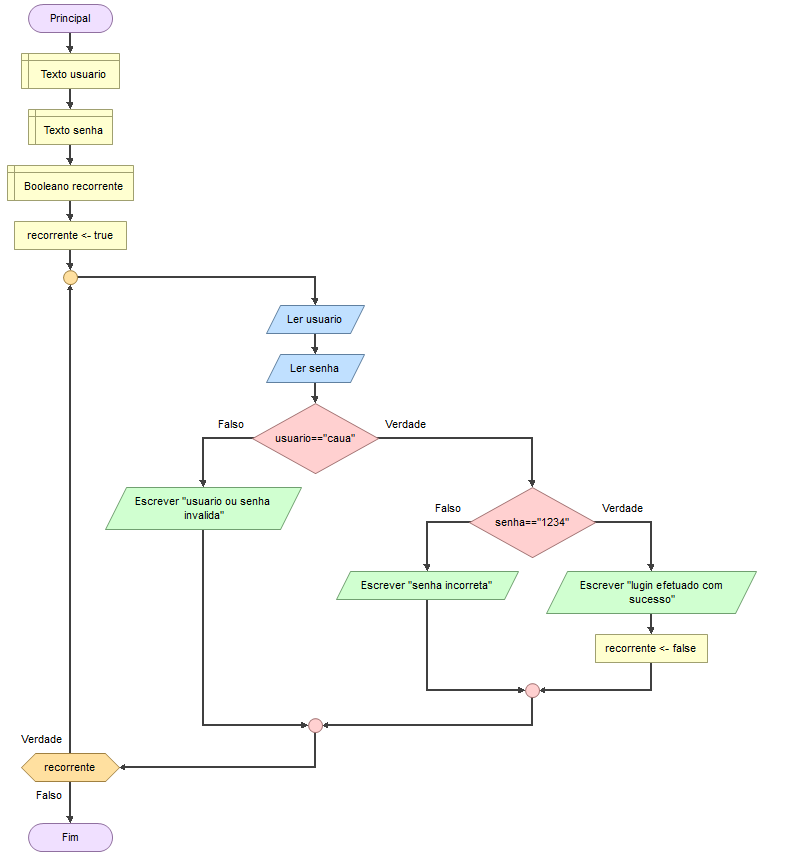 Principal
Texto usuario
Texto senha
Booleano recorrente
recorrente <- true
Ler usuario
Ler senha
Falso
Verdade
usuario=="caua"
Escrever "usuario ou senha
invalida"
Falso
Verdade
senha=="1234"
Escrever "senha incorreta"
Escrever "lugin efetuado com
sucesso"
recorrente <- false
Verdade
recorrente
Falso
Fim